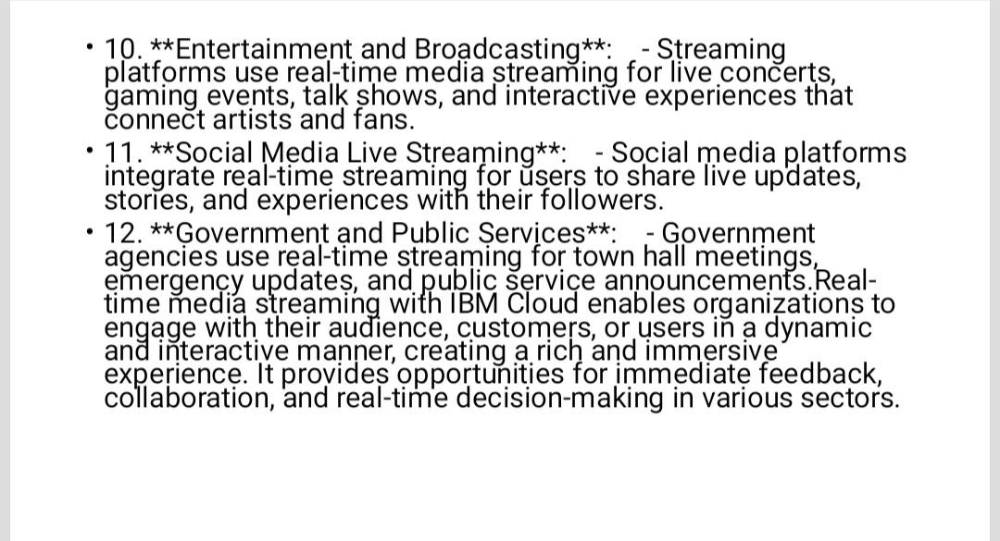 • 10. **Entertainment and Broadcasting**:    - Streaming
platforms use real-time media streaming for live concerts,
gaming events, talk shows, and interactive experiences that
connect artists and fans.
• 11. **Social Media Live Streaming**:    - Social media platforms
integrate real-time streaming for users to share live updates,
stories, and experiences with their followers.
• 12. **Government and Public Services**:    - Government
agencies use real-time streaming for town hall meetings,
emergency updates, and public service announcements.Real-
time media streaming with IBM Cloud enables organizations to
engage with their audience, customers, or users in a dynamic
and interactive manner, creating a rich and immersive
experience. It provides opportunities for immediate feedback,
collaboration, and real-time decision-making in various sectors.